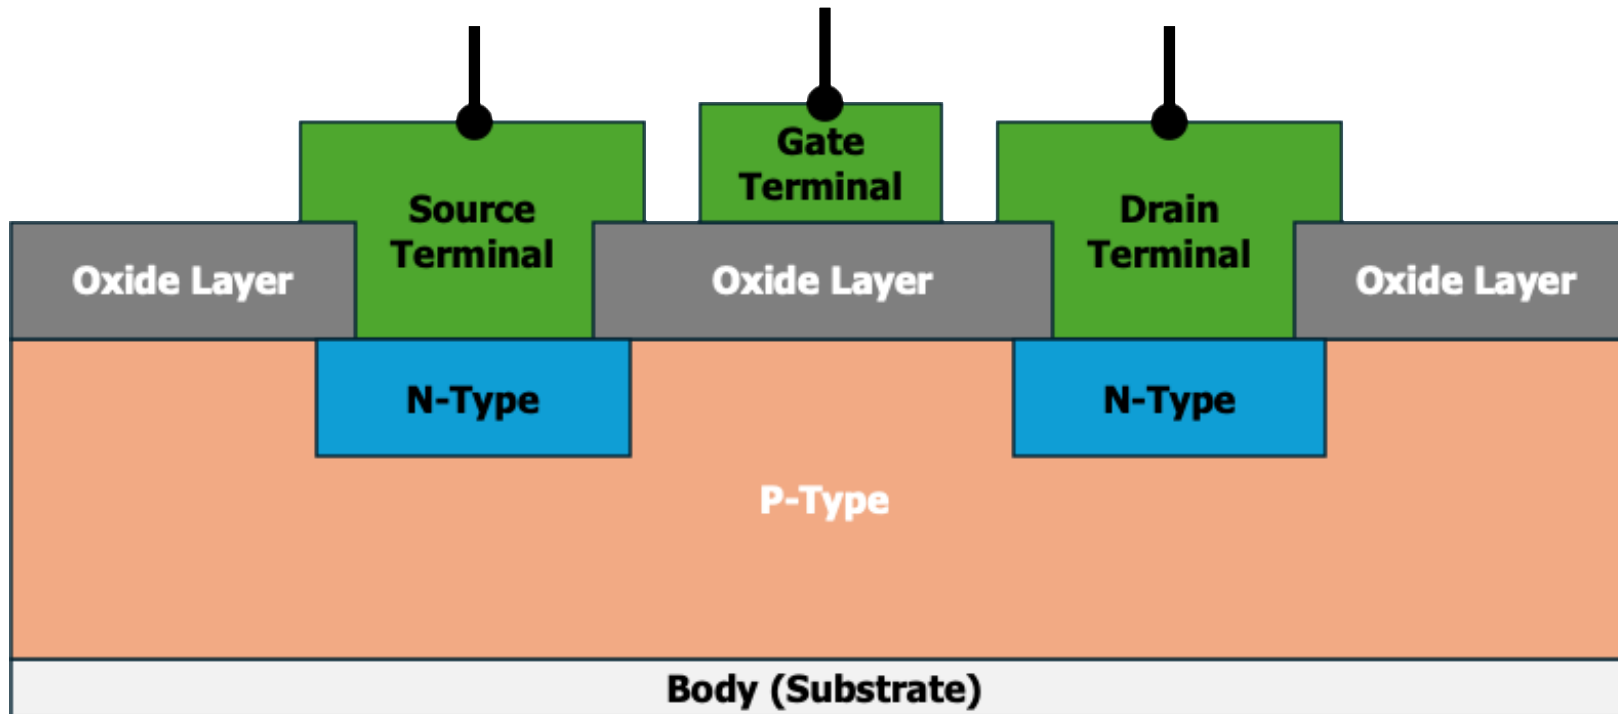 Gate
Terminal
Source
Terminal
Drain
Terminal
Oxide Layer
Oxide Layer
Oxide Layer
N-Type
N-Type
P-Type
Body (Substrate)